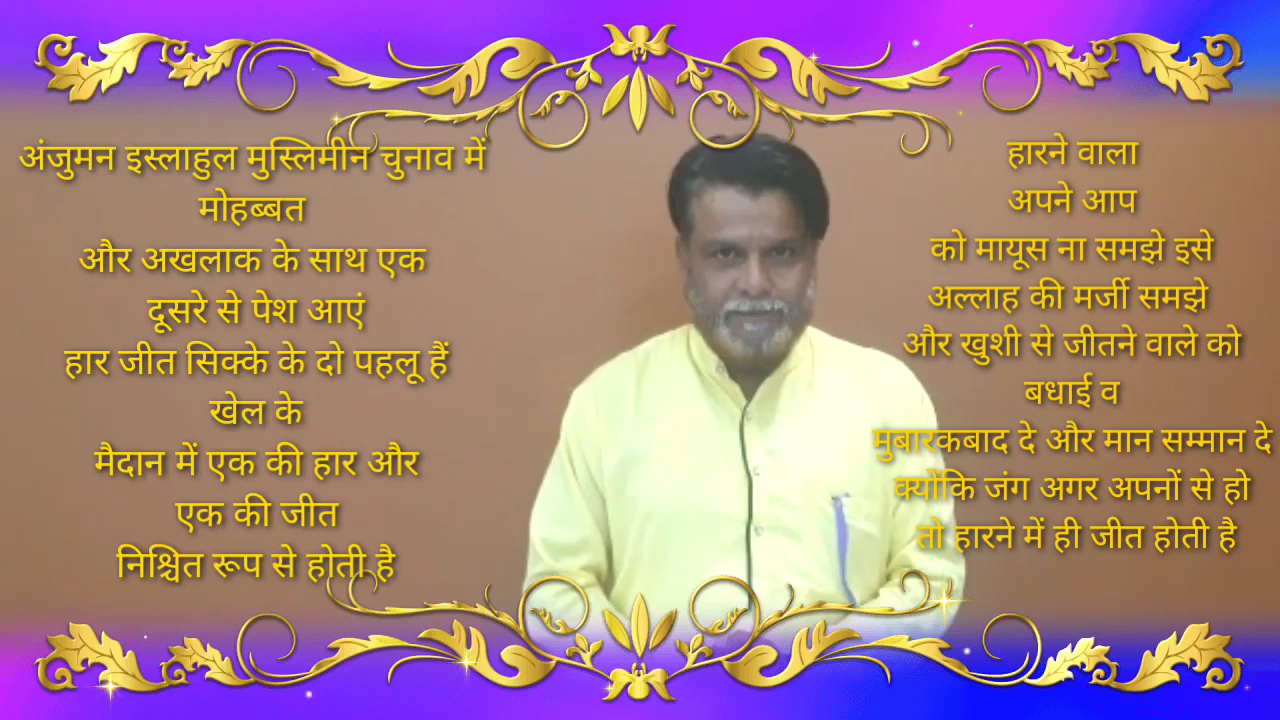 अंजुमन इस्लाहुल मुस्लिमीन चुनाव में
मोहब्बत
और अखलाक के साथ एक
दूसरे से पेश आएं
हार जीत सिक्के के दो पहलू हैं
खेल के
मैदान में एक की हार और
एक की जीत
निश्चित रूप से होती है
हारने वाला
अपने आप
को मायूस ना समझे इसे
अल्लाह की मर्जी समझे
और खुशी से जीतने वाले को
बधाई व
मुबारकबाद दे और मान सम्मान दे
क्योंकि जंग अगर अपनों से हो
तो हारने में ही जीत होती है